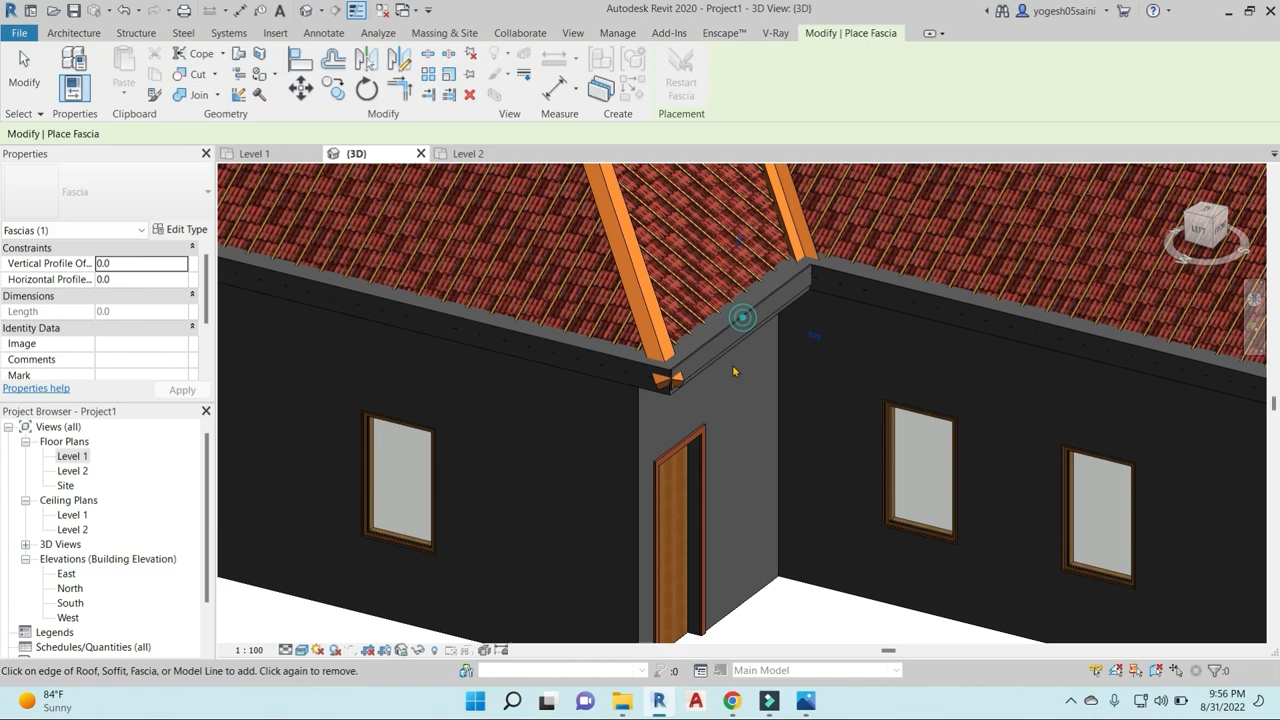 Autodesk Revit 2020 - Project1 - 3D View: {3D}
yogesh05saini
File
Architecture
Structure
Steel
Systems
Insert
Annotate
Analyze
Massing & Site
Collaborate
View
Manage
Add-Ins
Enscape™
V-Ray
Modify | Place Fascia
Modify
Paste
Cope
Cut
Join
Restart
Fascia
Select
Properties
Clipboard
Geometry
Modify
View
Measure
Create
Placement
Modify | Place Fascia
Properties
Level 1
{3D}
Level 2
Fascia
Fascias (1)
Edit Type
Constraints
Vertical Profile Of... 0.0
Horizontal Profile... 0.0
Dimensions
Length 0.0
Identity Data
Image
Comments
Mark
Properties help
Apply
LEFT
Project Browser - Project1
Views (all)
Floor Plans
Level 1
Level 2
Site
Ceiling Plans
Level 1
Level 2
3D Views
Elevations (Building Elevation)
East
North
South
West
Legends
Schedules/Quantities (all)
1 : 100
Click on edge of Roof, Soffit, Fascia, or Model Line to add. Click again to remove.
:0
Main Model
:0
84°F
Sunny
9:56 PM
8/31/2022